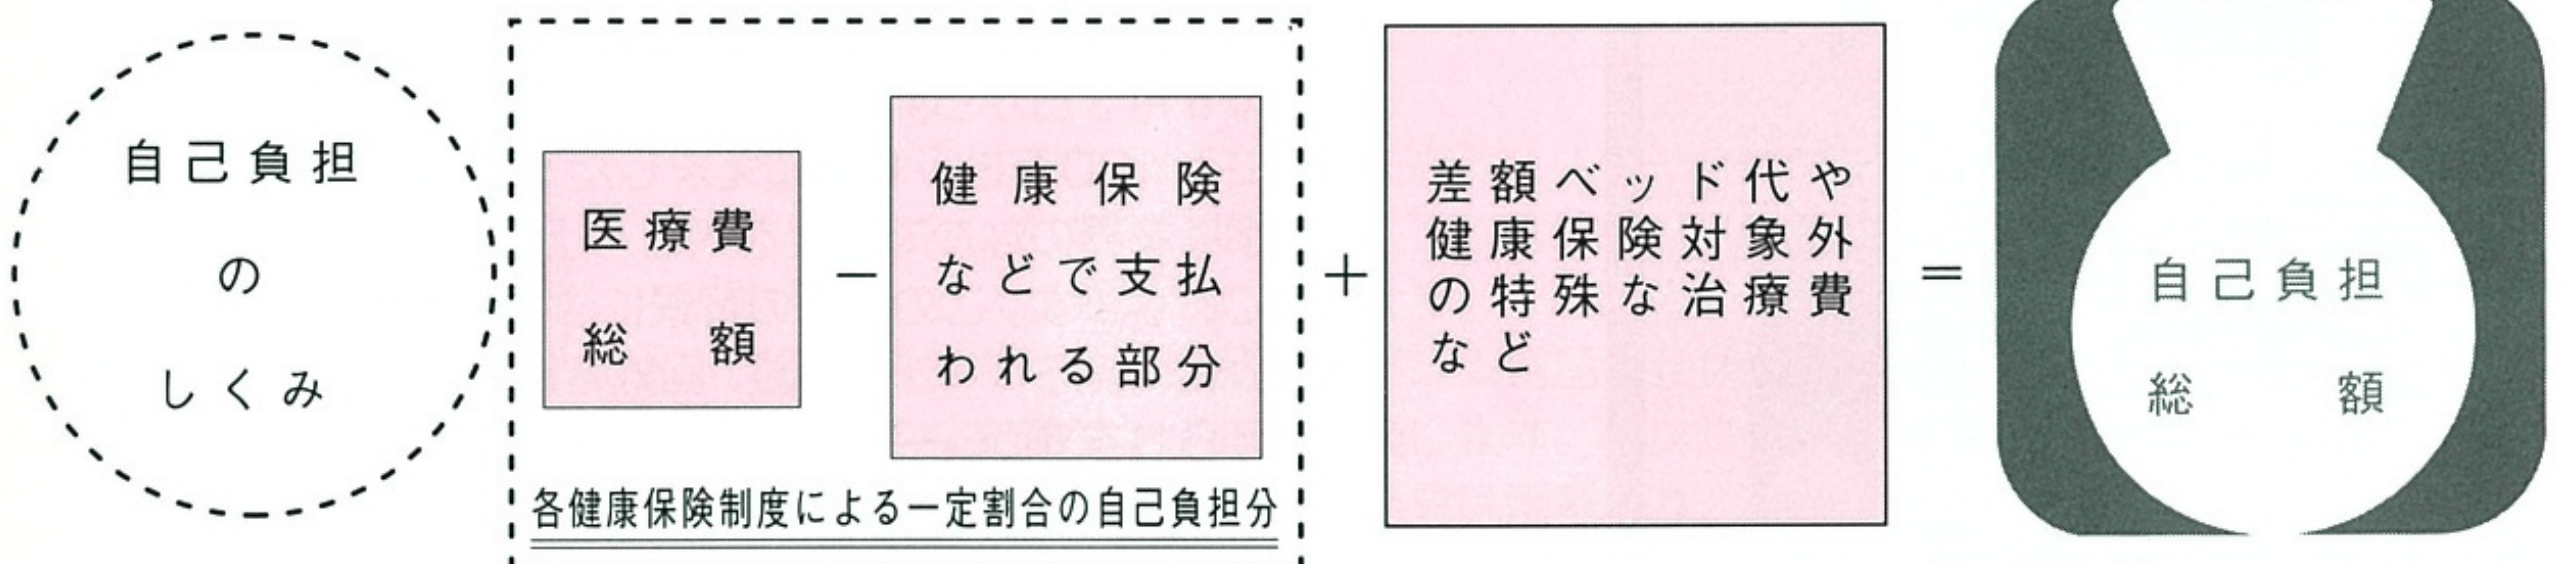 自己負担
の
しくみ
医療費
総額
－
健康保険
などで支払
われる部分
各健康保険制度による一定割合の自己負担分
＋
差額ベッド代や
健康保険対象外
の特殊な治療費
など
＝
自己負担
総額